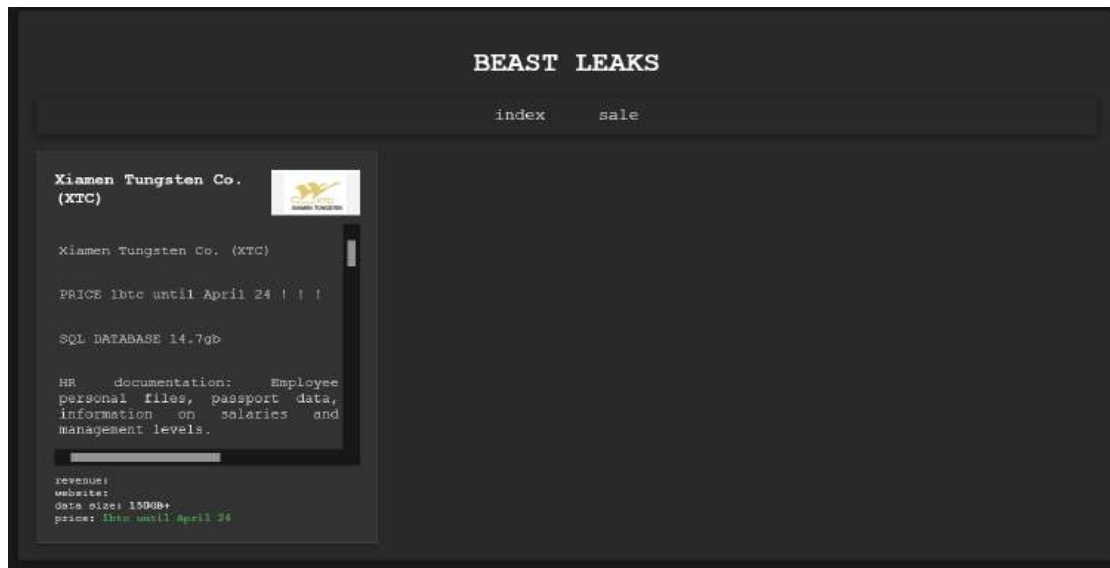 BEAST LEAKS
index sale
Xiamen Tungsten Co.
(XTC)
XIAMEN TUNGSTEN
Xiamen Tungsten Co. (XTC)
PRICE 1btc until April 24 ! ! !
SQL DATABASE 14.7gb
HR documentation: Employee
personal files, passport data,
information on salaries and
management levels.
revenue:
website:
data size: 150GB+
price: 1btc until April 24